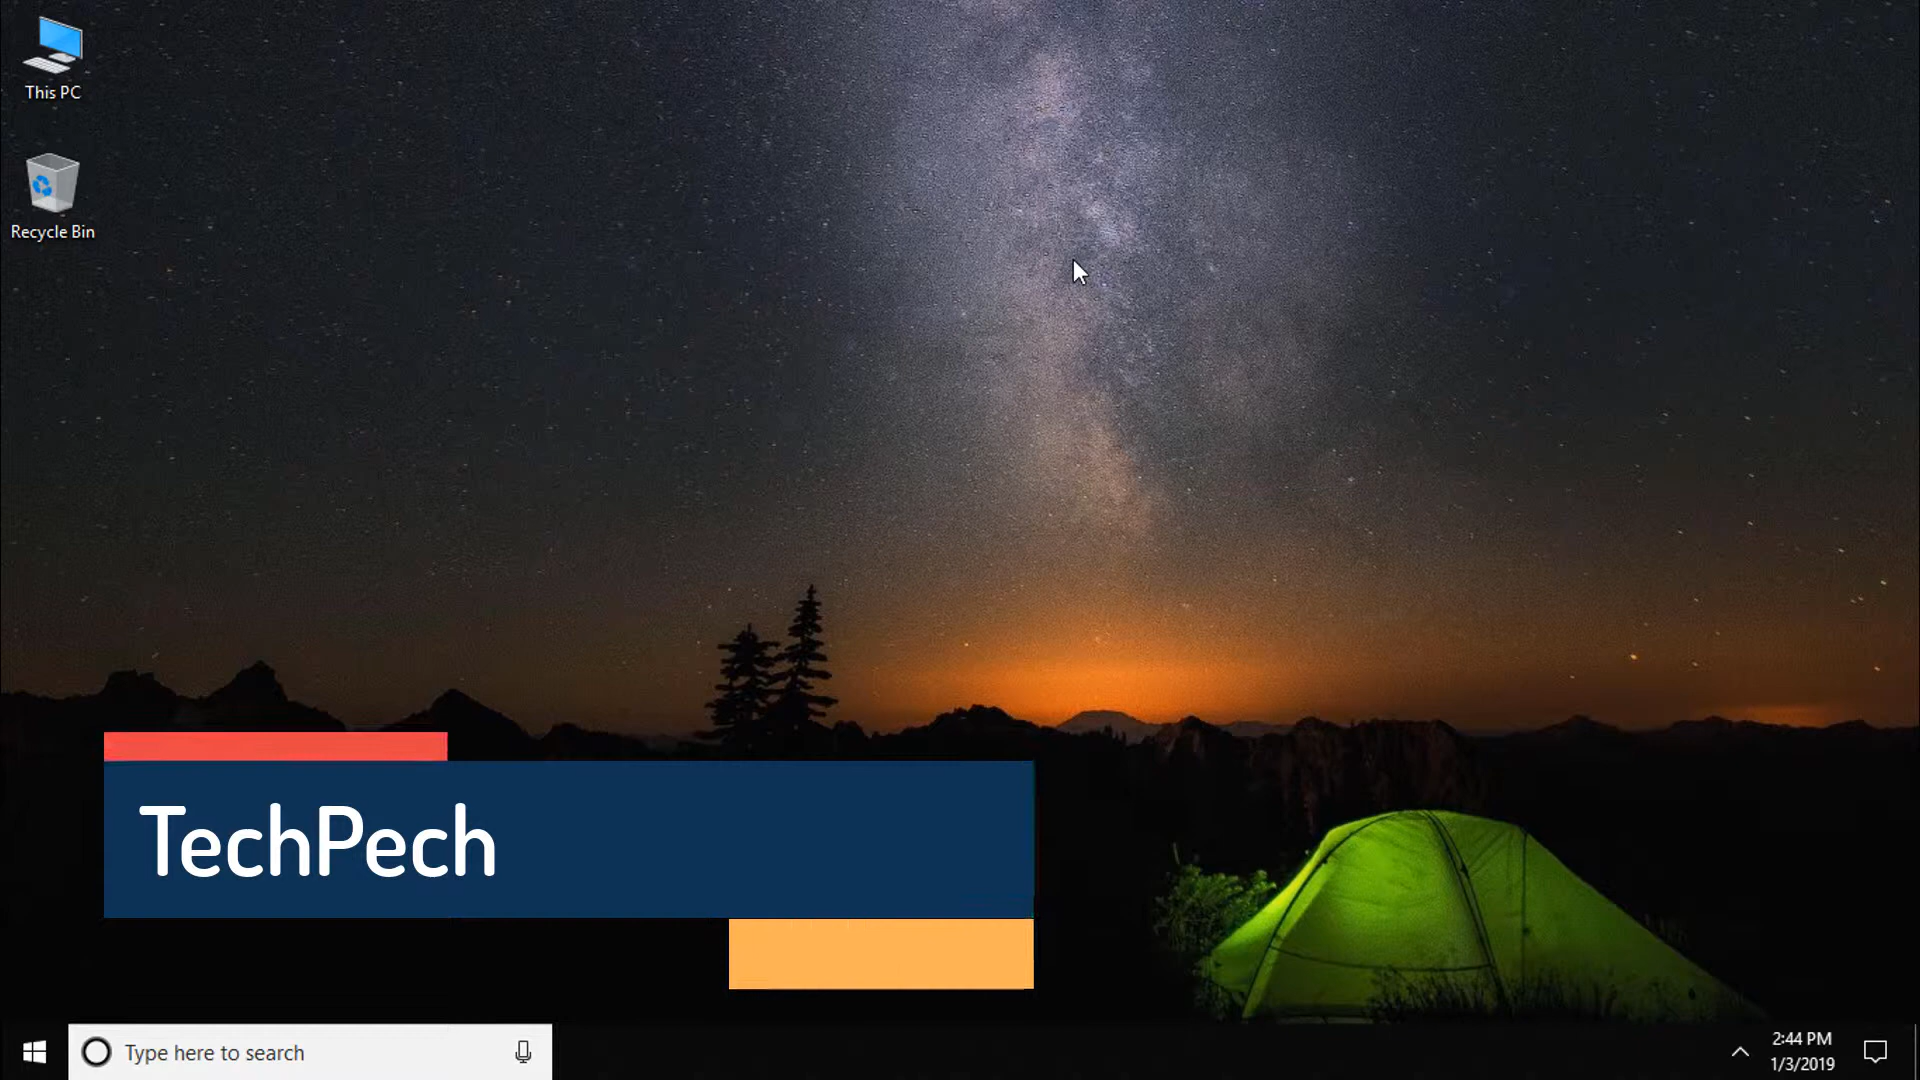 This PC
Recycle Bin
TechPech
Type here to search
2:44 PM
1/3/2019